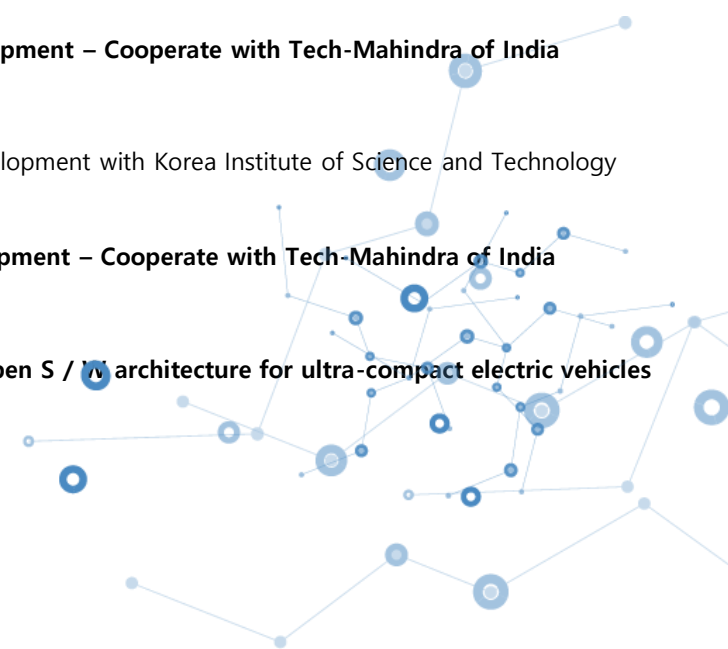 pment – Cooperate with Tech-Mahindra of India
lopment with Korea Institute of Science and Technology
pment – Cooperate with Tech-Mahindra of India
pen S / W architecture for ultra-compact electric vehicles